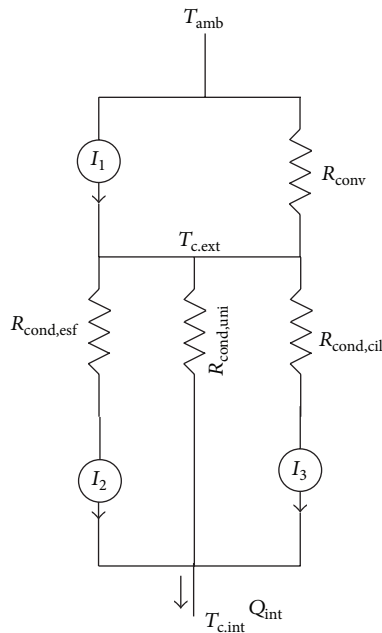 T_amb
I_1
R_conv
T_c.ext
R_cond,esf
R_cond,uni
R_cond,cil
I_2
I_3
T_c.int
Q_int